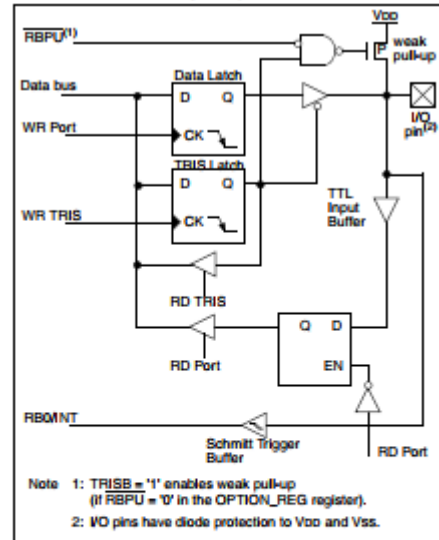 VDD
RBPU(1)
P weak
pull-up
Data bus
Data Latch
D Q
I/O
pin(2)
WR Port
CK
TRIS Latch
D Q
TTL
Input
Buffer
WR TRIS
CK
RD TRIS
Q D
RD Port
EN
RB0/INT
Schmitt Trigger
Buffer
RD Port
Note 1: TRISB = '1' enables weak pull-up
(if RBPU = '0' in the OPTION_REG register).
2: I/O pins have diode protection to VDD and VSS.